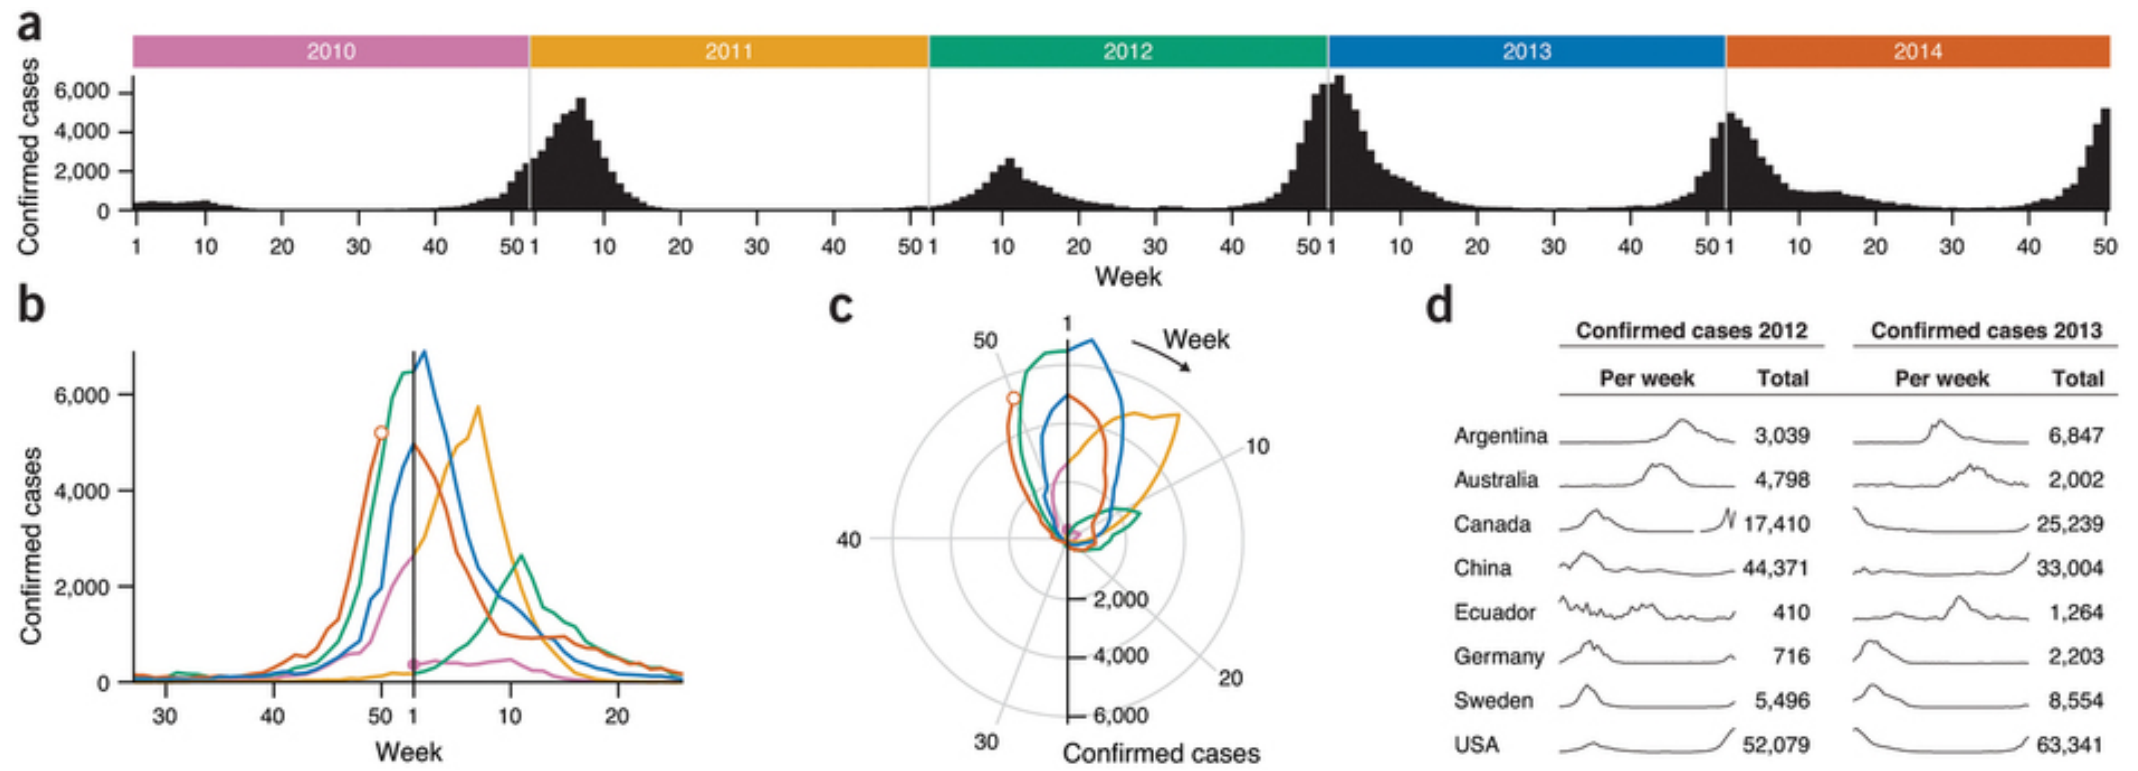 a
2010 2011 2012 2013 2014
Confirmed cases
6,000
4,000
2,000
0
1 10 20 30 40 50 1 10 20 30 40 50 1 10 20 30 40 50 1 10 20 30 40 50 1 10 20 30 40 50
Week
b
Confirmed cases
6,000
4,000
2,000
0
30 40 50 1 10 20
Week
c
1
Week
50
10
40
20
30
2,000
4,000
6,000
Confirmed cases
d
Confirmed cases 2012 Confirmed cases 2013
Per week Total Per week Total
Argentina 3,039 6,847
Australia 4,798 2,002
Canada 17,410 25,239
China 44,371 33,004
Ecuador 410 1,264
Germany 716 2,203
Sweden 5,496 8,554
USA 52,079 63,341